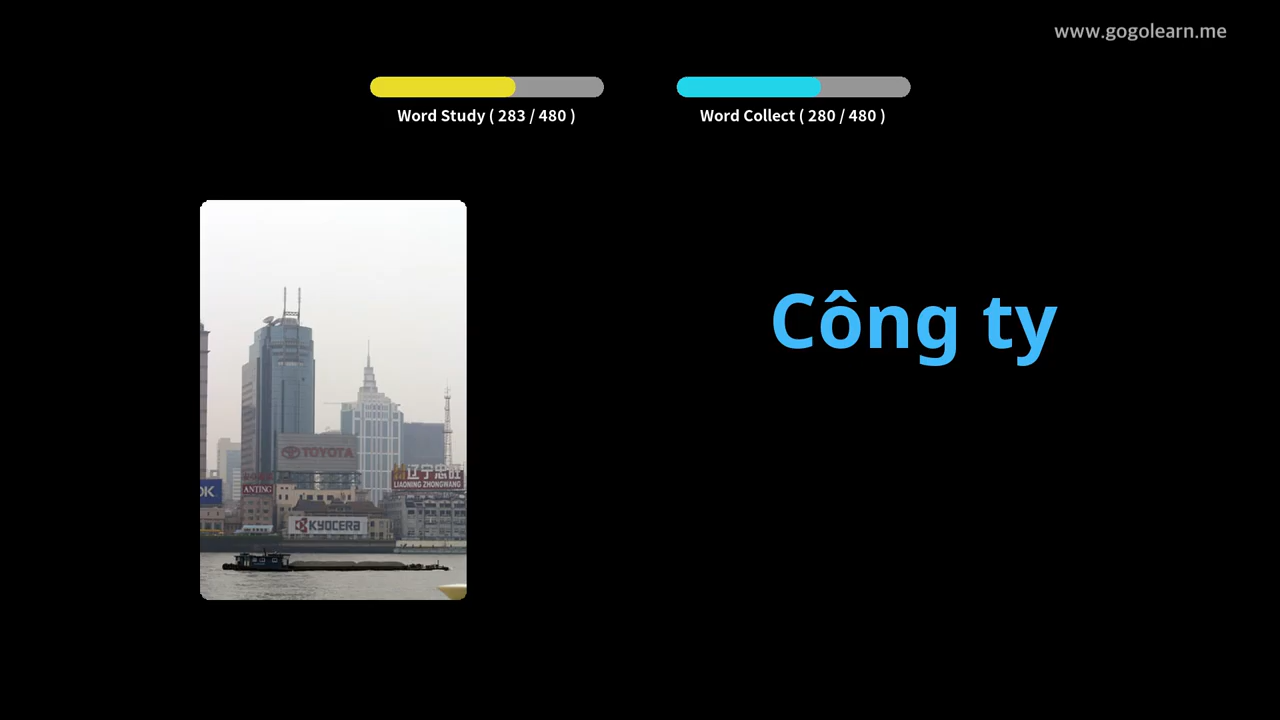 www.gogolearn.me
Word Study ( 283 / 480 )
Word Collect ( 280 / 480 )
Công ty
TOYOTA
辽宁忠旺
LIAONING ZHONGWANG
OK
ANTING
KYOCERA